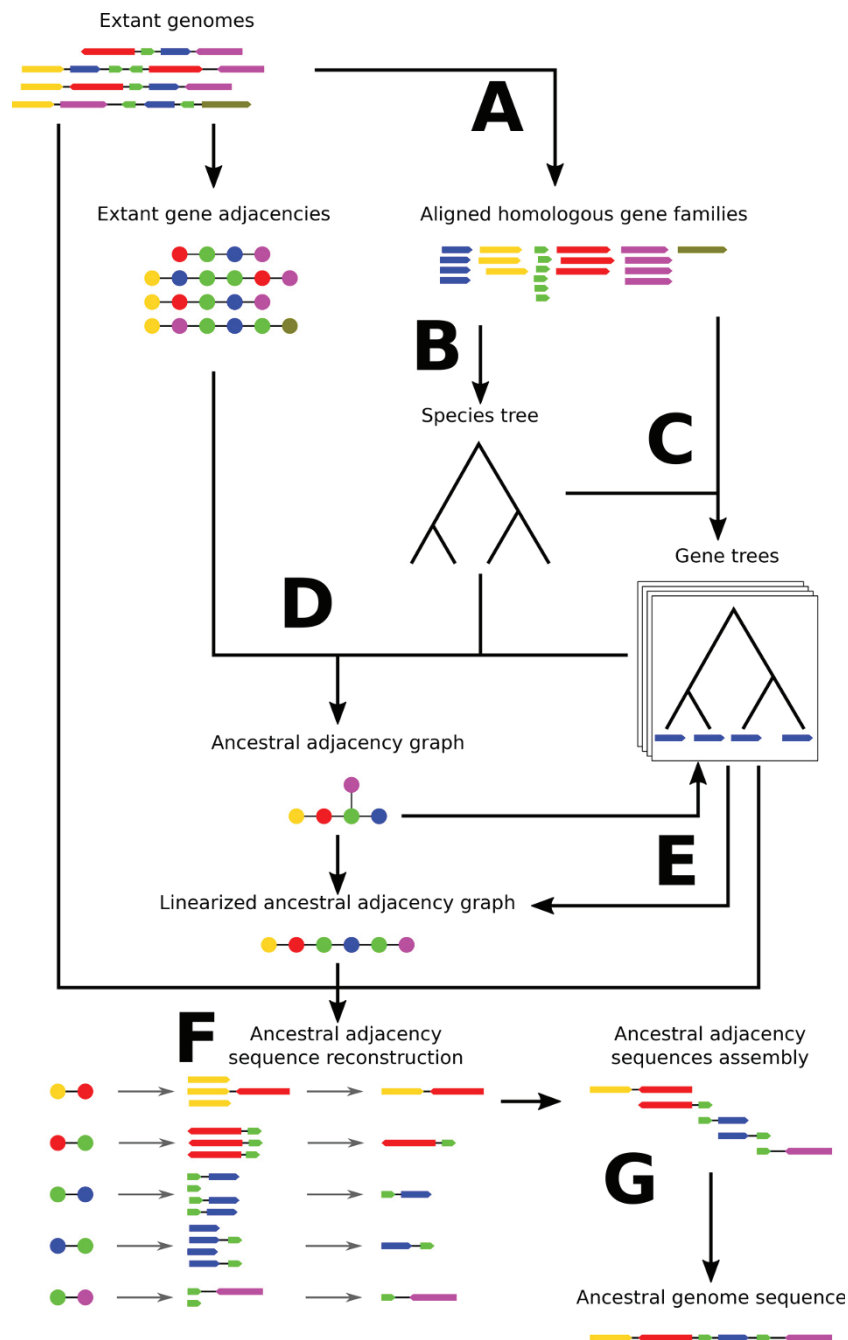 Extant genomes
A
Extant gene adjacencies
Aligned homologous gene families
B
Species tree
C
Gene trees
D
Ancestral adjacency graph
E
Linearized ancestral adjacency graph
F
Ancestral adjacency
sequence reconstruction
Ancestral adjacency
sequences assembly
G
Ancestral genome sequence